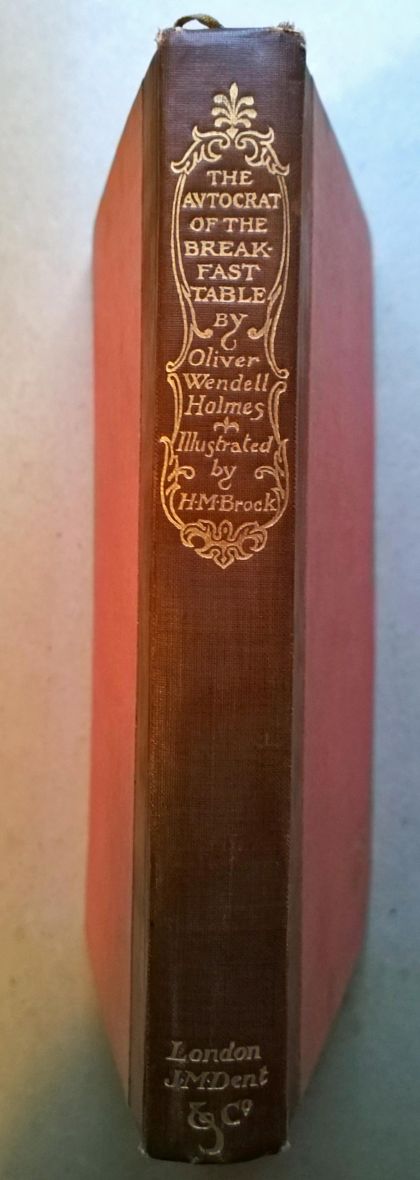 THE
AVTOCRAT
OF THE
BREAK-
FAST
TABLE
BY
Oliver
Wendell
Holmes
Illustrated
by
H·M·Brock
London
J.M.Dent
& Co